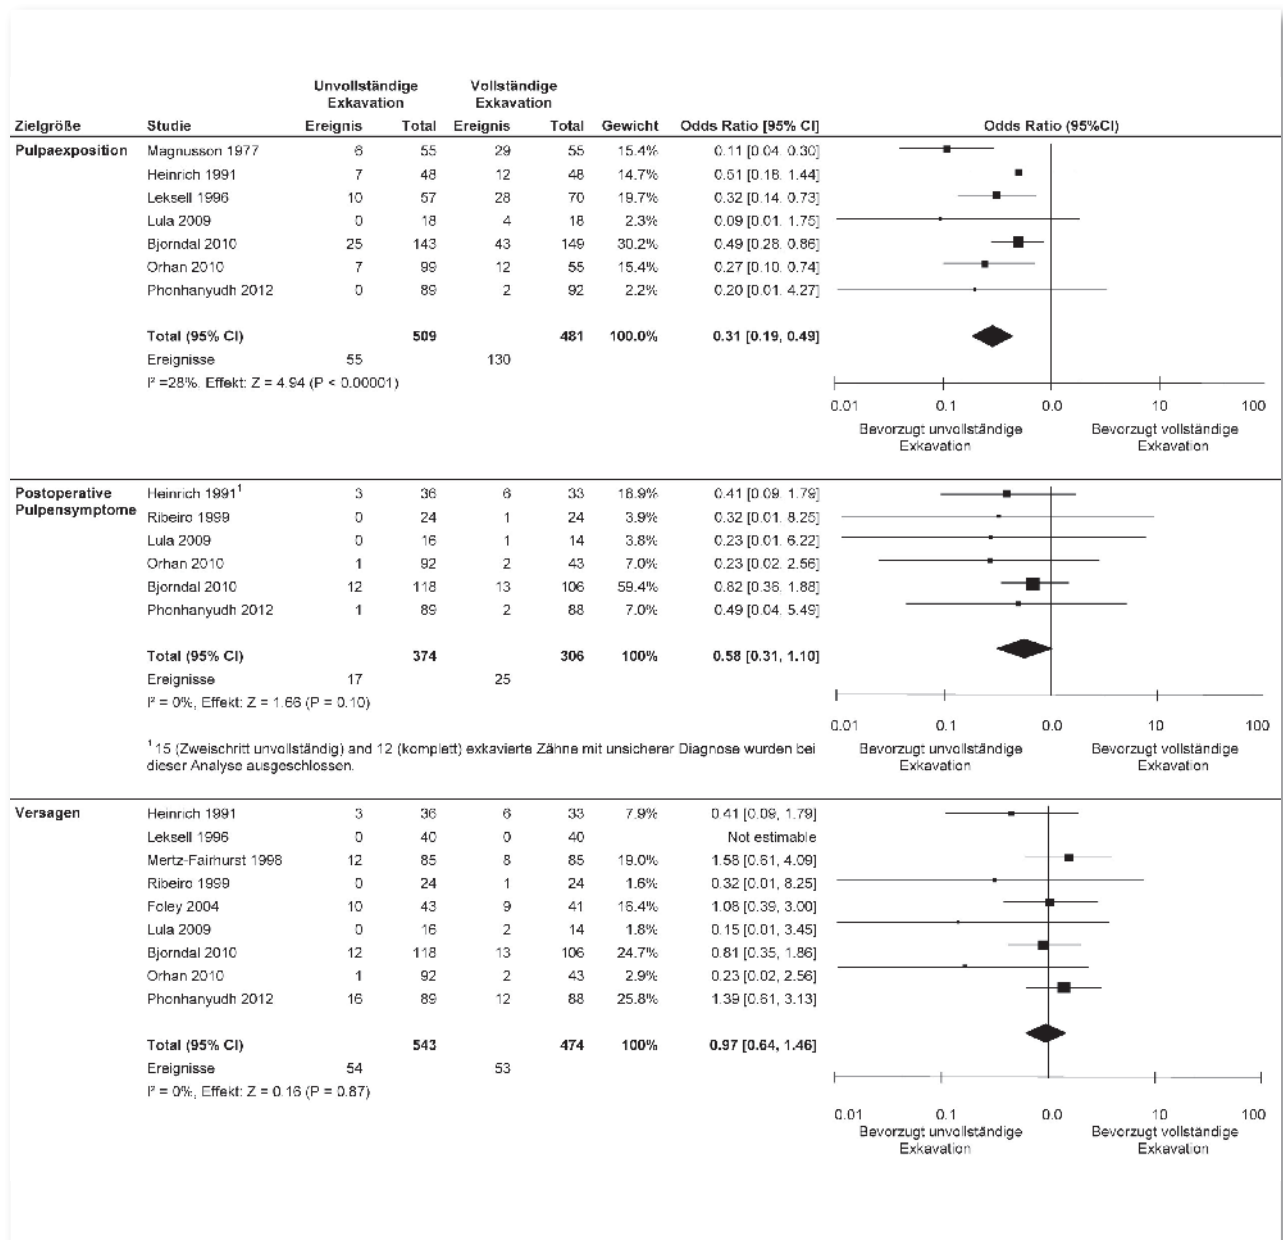 Unvollständige Exkavation Vollständige Exkavation
Zielgröße Studie Ereignis Total Ereignis Total Gewicht Odds Ratio [95% CI] Odds Ratio (95%CI)
Pulpaexposition Magnusson 1977 6 55 29 55 15.4% 0.11 [0.04. 0.30]
Heinrich 1991 7 48 12 48 14.7% 0.51 [0.18. 1.44]
Leksell 1996 10 57 28 70 19.7% 0.32 [0.14. 0.73]
Lula 2009 0 18 4 18 2.3% 0.09 [0.01. 1.75]
Bjorndal 2010 25 143 43 149 30.2% 0.49 [0.28. 0.86]
Orhan 2010 7 99 12 55 15.4% 0.27 [0.10. 0.74]
Phonhanyudh 2012 0 89 2 92 2.2% 0.20 [0.01. 4.27]
Total (95% CI) 509 481 100.0% 0.31 [0.19, 0.49]
Ereignisse 55 130
I² =28%. Effekt: Z = 4.94 (P < 0.00001)
0.01 0.1 0.0 10 100
Bevorzugt unvollständige Exkavation Bevorzugt vollständige Exkavation
Postoperative Pulpensymptome Heinrich 1991¹ 3 36 6 33 18.9% 0.41 [0.09. 1.79]
Ribeiro 1999 0 24 1 24 3.9% 0.32 [0.01. 8.25]
Lula 2009 0 16 1 14 3.8% 0.23 [0.01. 6.22]
Orhan 2010 1 92 2 43 7.0% 0.23 [0.02. 2.56]
Bjorndal 2010 12 118 13 106 59.4% 0.82 [0.36. 1.88]
Phonhanyudh 2012 1 89 2 88 7.0% 0.49 [0.04. 5.49]
Total (95% CI) 374 306 100% 0.58 [0.31, 1.10]
Ereignisse 17 25
I² = 0%, Effekt: Z = 1.66 (P = 0.10)
0.01 0.1 0.0 10 100
Bevorzugt unvollständige Exkavation Bevorzugt vollständige Exkavation
¹ 15 (Zweischritt unvollständig) and 12 (komplett) exkavierte Zähne mit unsicherer Diagnose wurden bei
dieser Analyse ausgeschlossen.
Versagen Heinrich 1991 3 36 6 33 7.9% 0.41 [0.09, 1.79]
Leksell 1996 0 40 0 40 Not estimable
Mertz-Fairhurst 1998 12 85 8 85 19.0% 1.58 [0.61, 4.09]
Ribeiro 1999 0 24 1 24 1.6% 0.32 [0.01, 8.25]
Foley 2004 10 43 9 41 16.4% 1.08 [0.39, 3.00]
Lula 2009 0 16 2 14 1.8% 0.15 [0.01, 3.45]
Bjorndal 2010 12 118 13 106 24.7% 0.81 [0.35, 1.86]
Orhan 2010 1 92 2 43 2.9% 0.23 [0.02, 2.56]
Phonhanyudh 2012 16 89 12 88 25.8% 1.39 [0.61, 3.13]
Total (95% CI) 543 474 100% 0.97 [0.64, 1.46]
Ereignisse 54 53
I² = 0%, Effekt: Z = 0.16 (P = 0.87)
0.01 0.1 0.0 10 100
Bevorzugt unvollständige Exkavation Bevorzugt vollständige Exkavation